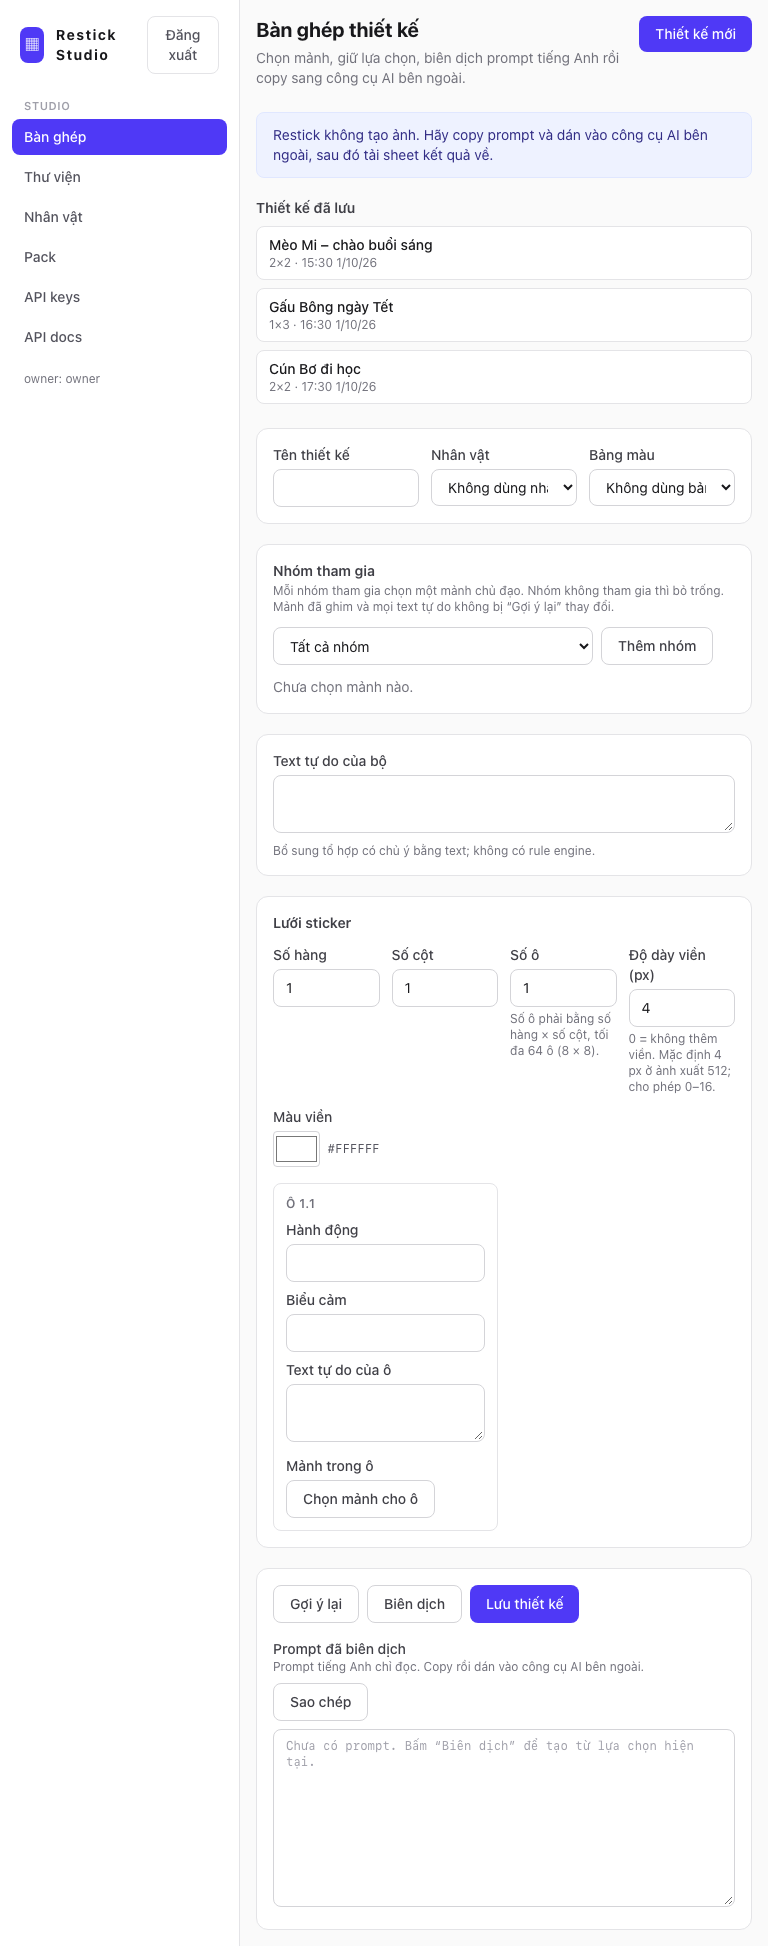 Restick
Studio
Đăng
xuất
STUDIO
Bàn ghép
Thư viện
Nhân vật
Pack
API keys
API docs
owner: owner
Bàn ghép thiết kế
Chọn mảnh, giữ lựa chọn, biên dịch prompt tiếng Anh rồi
copy sang công cụ AI bên ngoài.
Thiết kế mới
Restick không tạo ảnh. Hãy copy prompt và dán vào công cụ AI bên
ngoài, sau đó tải sheet kết quả về.
Thiết kế đã lưu
Mèo Mi – chào buổi sáng
2×2 · 15:30 1/10/26
Gấu Bông ngày Tết
1×3 · 16:30 1/10/26
Cún Bơ đi học
2×2 · 17:30 1/10/26
Tên thiết kế
Nhân vật
Bảng màu
Không dùng nhâ
Không dùng bản
Nhóm tham gia
Mỗi nhóm tham gia chọn một mảnh chủ đạo. Nhóm không tham gia thì bỏ trống.
Mảnh đã ghim và mọi text tự do không bị “Gợi ý lại” thay đổi.
Tất cả nhóm
Thêm nhóm
Chưa chọn mảnh nào.
Text tự do của bộ
Bổ sung tổ hợp có chủ ý bằng text; không có rule engine.
Lưới sticker
Số hàng
Số cột
Số ô
Độ dày viền
(px)
1
1
1
4
Số ô phải bằng số
hàng × số cột, tối
đa 64 ô (8 × 8).
0 = không thêm
viền. Mặc định 4
px ở ảnh xuất 512;
cho phép 0–16.
Màu viền
#FFFFFF
Ô 1.1
Hành động
Biểu cảm
Text tự do của ô
Mảnh trong ô
Chọn mảnh cho ô
Gợi ý lại
Biên dịch
Lưu thiết kế
Prompt đã biên dịch
Prompt tiếng Anh chỉ đọc. Copy rồi dán vào công cụ AI bên ngoài.
Sao chép
Chưa có prompt. Bấm “Biên dịch” để tạo từ lựa chọn hiện
tại.